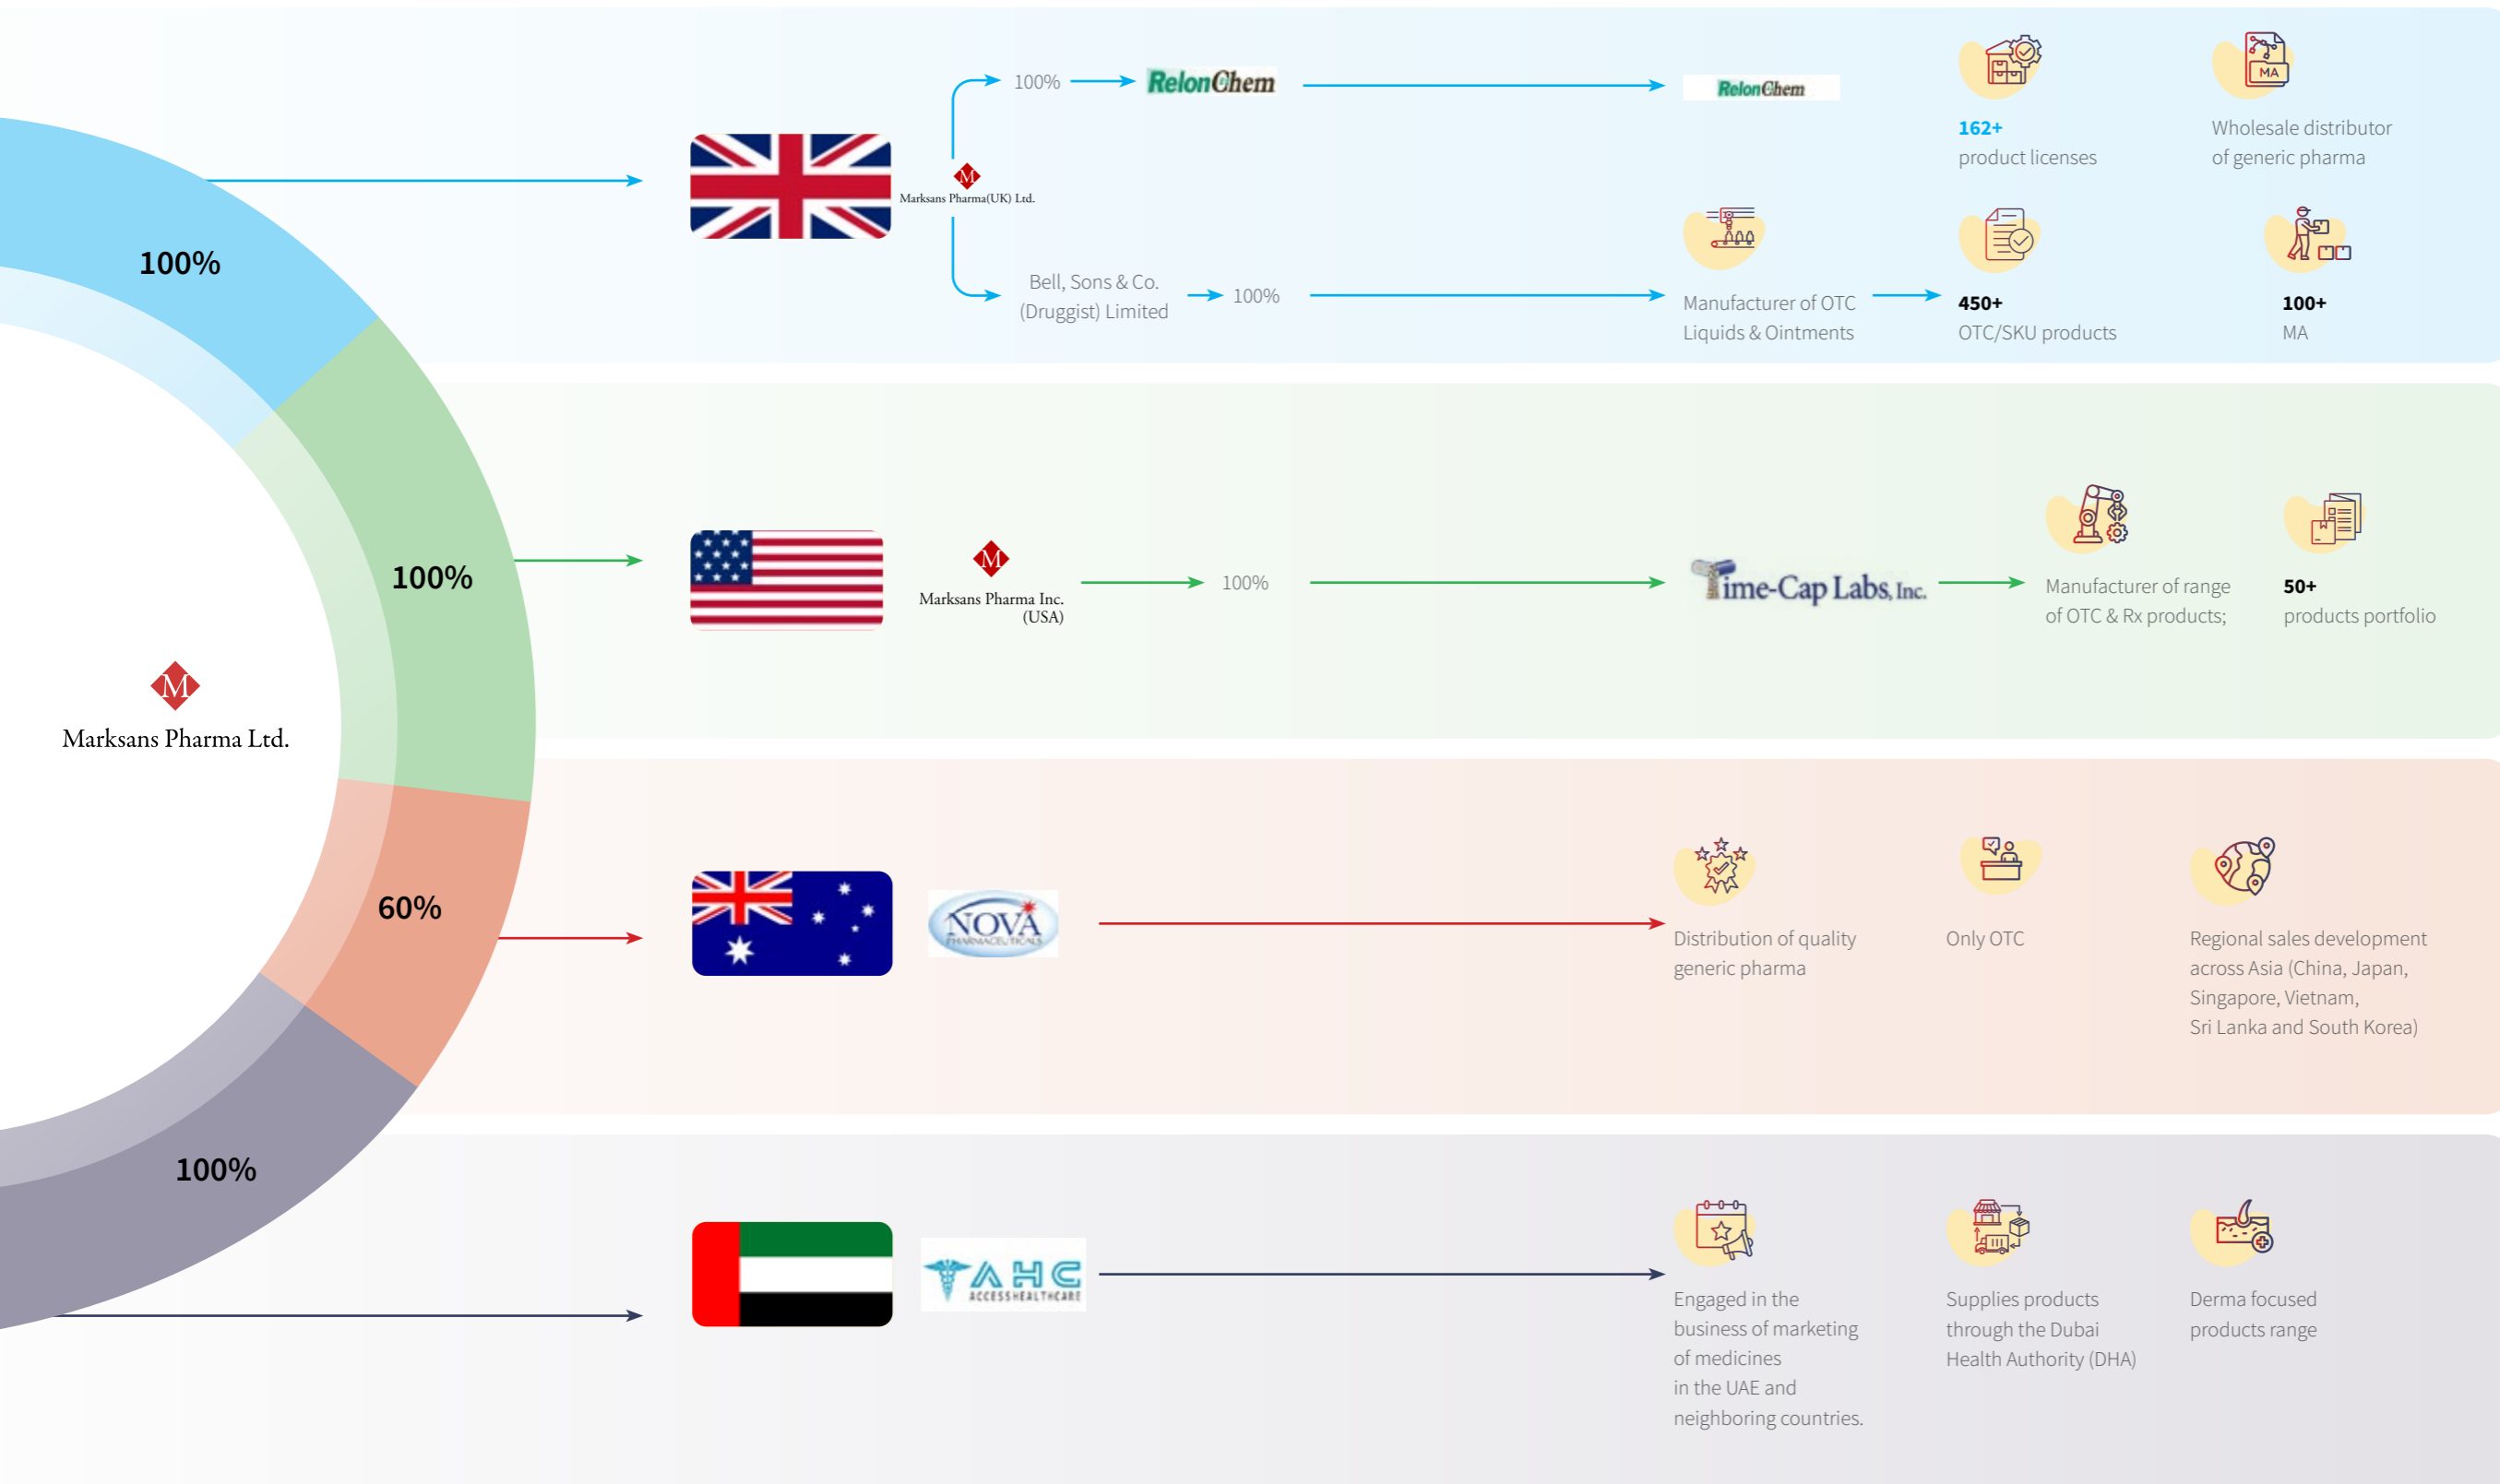 100%
100%
60%
100%
M
Marksans Pharma Ltd.
M
Marksans Pharma(UK) Ltd.
100%
RelonChem
RelonChem
162+
product licenses
MA
Wholesale distributor
of generic pharma
Bell, Sons & Co.
(Druggist) Limited
100%
Manufacturer of OTC
Liquids & Ointments
450+
OTC/SKU products
100+
MA
M
Marksans Pharma Inc.
(USA)
100%
Time-Cap Labs, Inc.
Manufacturer of range
of OTC & Rx products;
50+
products portfolio
NOVA
PHARMACEUTICALS
Distribution of quality
generic pharma
Only OTC
Regional sales development
across Asia (China, Japan,
Singapore, Vietnam,
Sri Lanka and South Korea)
AHC
ACCESSHEALTHCARE
Engaged in the
business of marketing
of medicines
in the UAE and
neighboring countries.
Supplies products
through the Dubai
Health Authority (DHA)
Derma focused
products range